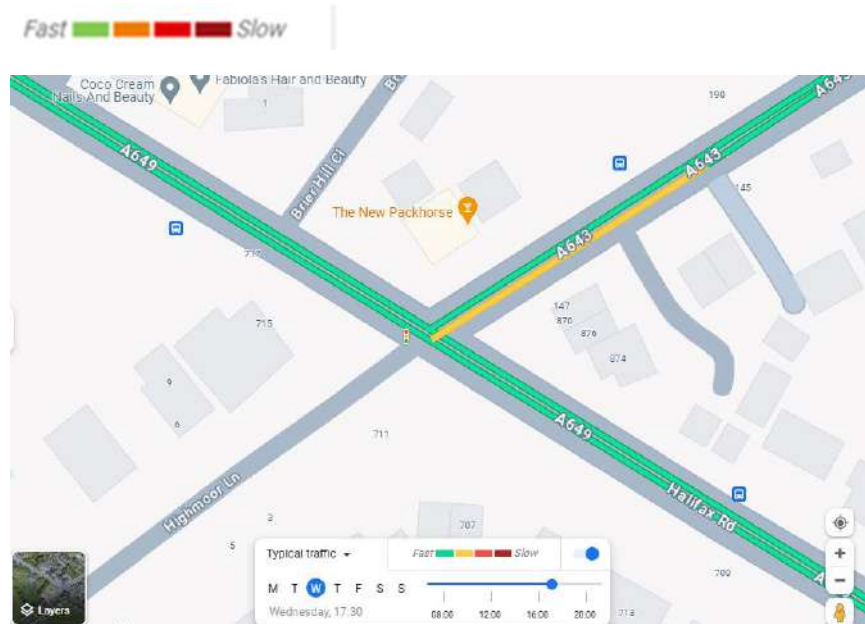 Fast Slow
Coco Cream
Nails And Beauty
Fabiola's Hair and Beauty
1
190
A643
A649
Brier Hill Cl
A643
145
The New Packhorse
A643
717
147
870
876
874
715
9
6
711
A649
Highmoor Ln
Halifax Rd
3
5
707
709
713
Layers
Typical traffic
Fast Slow
M T W T F S S
Wednesday, 17:30
08:00 12:00 16:00 20:00